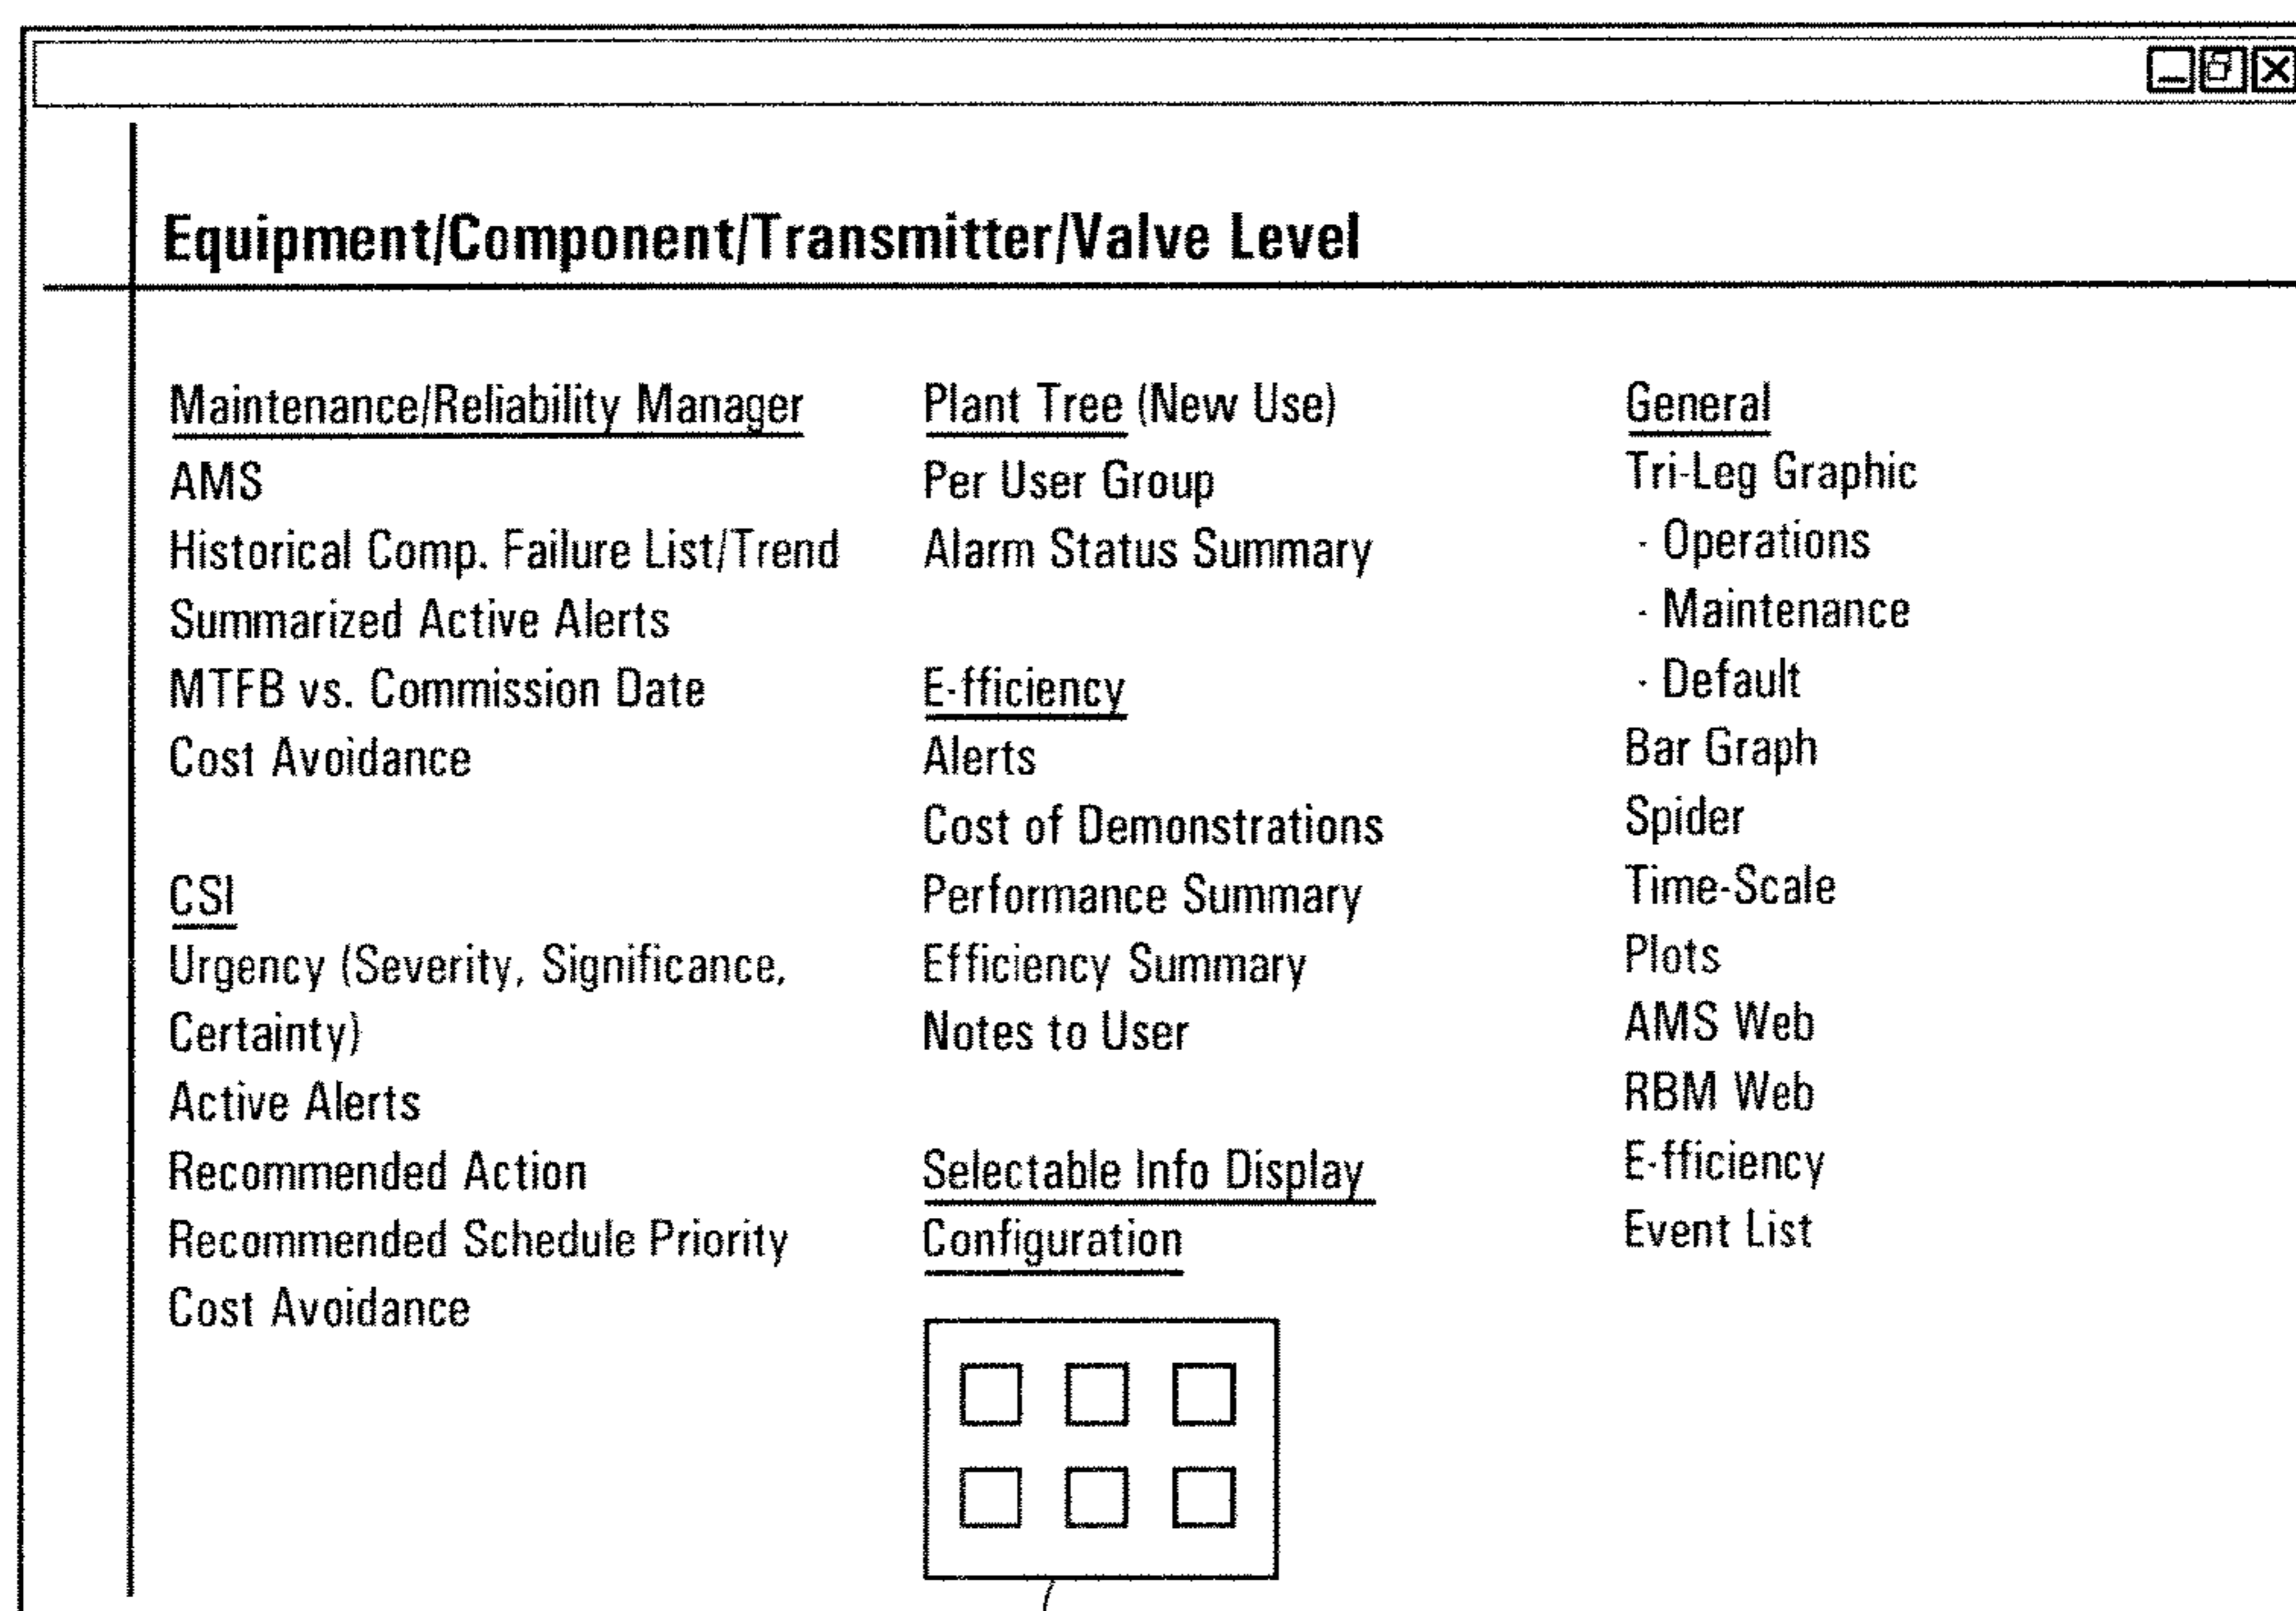 Equipment/Component/Transmitter/Valve Level
Maintenance/Reliability Manager
AMS
Historical Comp. Failure List/Trend
Summarized Active Alerts
MTFB vs. Commission Date
Cost Avoidance
CSI
Urgency (Severity, Significance,
Certainty)
Active Alerts
Recommended Action
Recommended Schedule Priority
Cost Avoidance
Plant Tree (New Use)
Per User Group
Alarm Status Summary
E-fficiency
Alerts
Cost of Demonstrations
Performance Summary
Efficiency Summary
Notes to User
Selectable Info Display
Configuration
General
Tri-Leg Graphic
- Operations
- Maintenance
- Default
Bar Graph
Spider
Time-Scale
Plots
AMS Web
RBM Web
E-fficiency
Event List